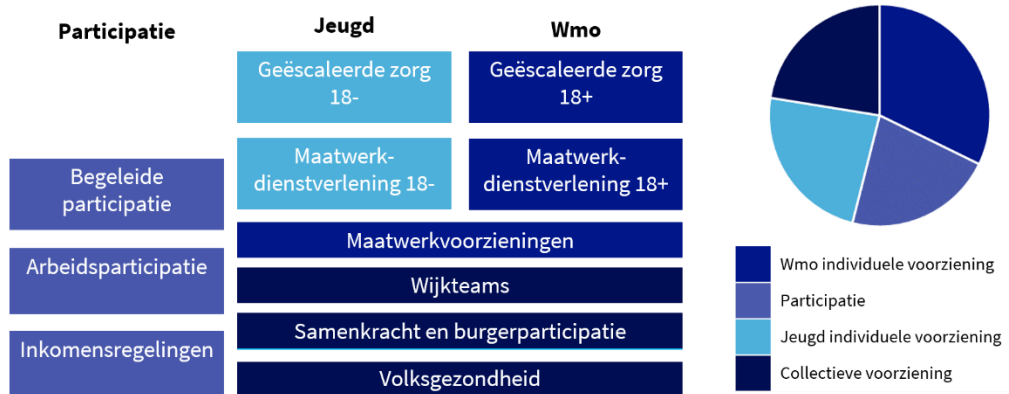 Participatie
Jeugd
Wmo
Geëscaleerde zorg
18-
Geëscaleerde zorg
18+
Begeleide
participatie
Maatwerk-
dienstverlening 18-
Maatwerk-
dienstverlening 18+
Maatwerkvoorzieningen
Arbeidsparticipatie
Wijkteams
Samenkracht en burgerparticipatie
Inkomensregelingen
Volksgezondheid
Wmo individuele voorziening
Participatie
Jeugd individuele voorziening
Collectieve voorziening